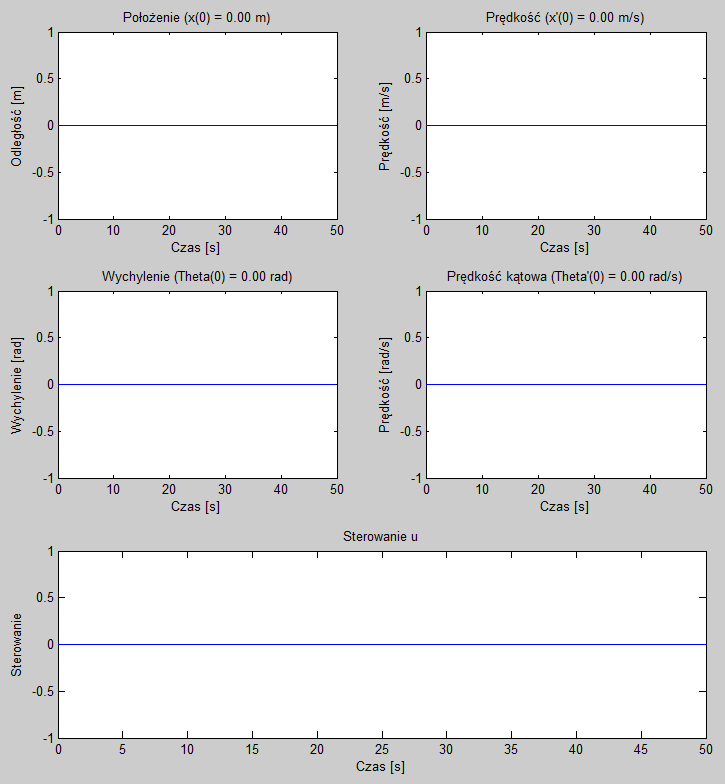 Położenie (x(0) = 0.00 m)
Prędkość (x'(0) = 0.00 m/s)
1
0.5
0
-0.5
-1
Odległość [m]
0 10 20 30 40 50
Czas [s]
1
0.5
0
-0.5
-1
Prędkość [m/s]
0 10 20 30 40 50
Czas [s]
Wychylenie (Theta(0) = 0.00 rad)
Prędkość kątowa (Theta'(0) = 0.00 rad/s)
1
0.5
0
-0.5
-1
Wychylenie [rad]
0 10 20 30 40 50
Czas [s]
1
0.5
0
-0.5
-1
Prędkość [rad/s]
0 10 20 30 40 50
Czas [s]
Sterowanie u
1
0.5
0
-0.5
-1
Sterowanie
0 5 10 15 20 25 30 35 40 45 50
Czas [s]